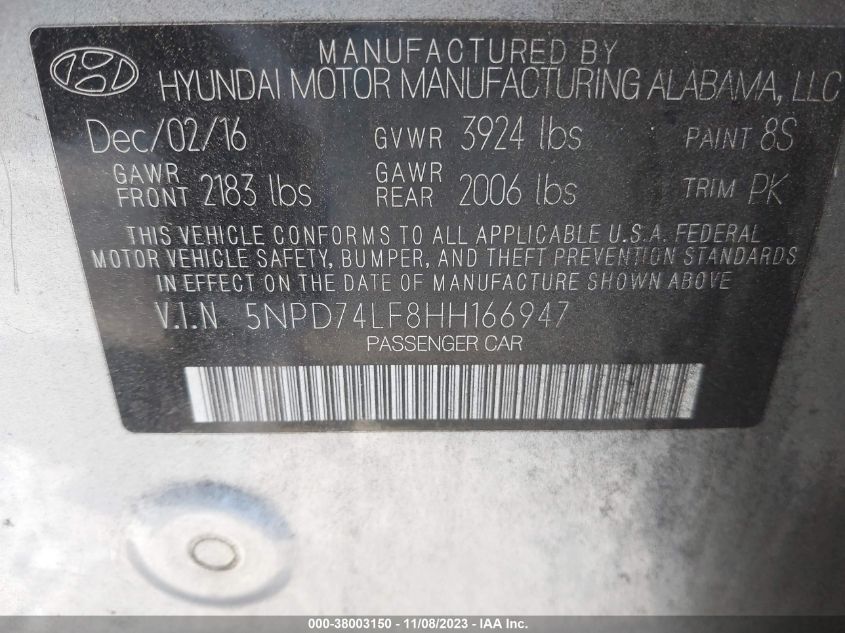 MANUFACTURED BY
HYUNDAI MOTOR MANUFACTURING ALABAMA, LLC
Dec/02/16 GVWR 3924 lbs PAINT 8S
GAWR FRONT 2183 lbs GAWR REAR 2006 lbs TRIM PK
THIS VEHICLE CONFORMS TO ALL APPLICABLE U.S.A. FEDERAL
MOTOR VEHICLE SAFETY, BUMPER, AND THEFT PREVENTION STANDARDS
IN EFFECT ON THE DATE OF MANUFACTURE SHOWN ABOVE
V.I.N 5NPD74LF8HH166947
PASSENGER CAR
000-38003150 - 11/08/2023 - IAA Inc.